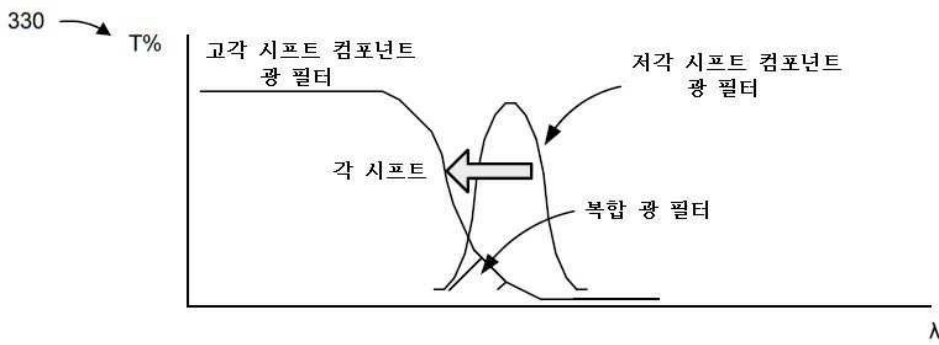 330
T%
고각 시프트 컴포넌트
광 필터
저각 시프트 컴포넌트
광 필터
각 시프트
복합 광 필터
λ